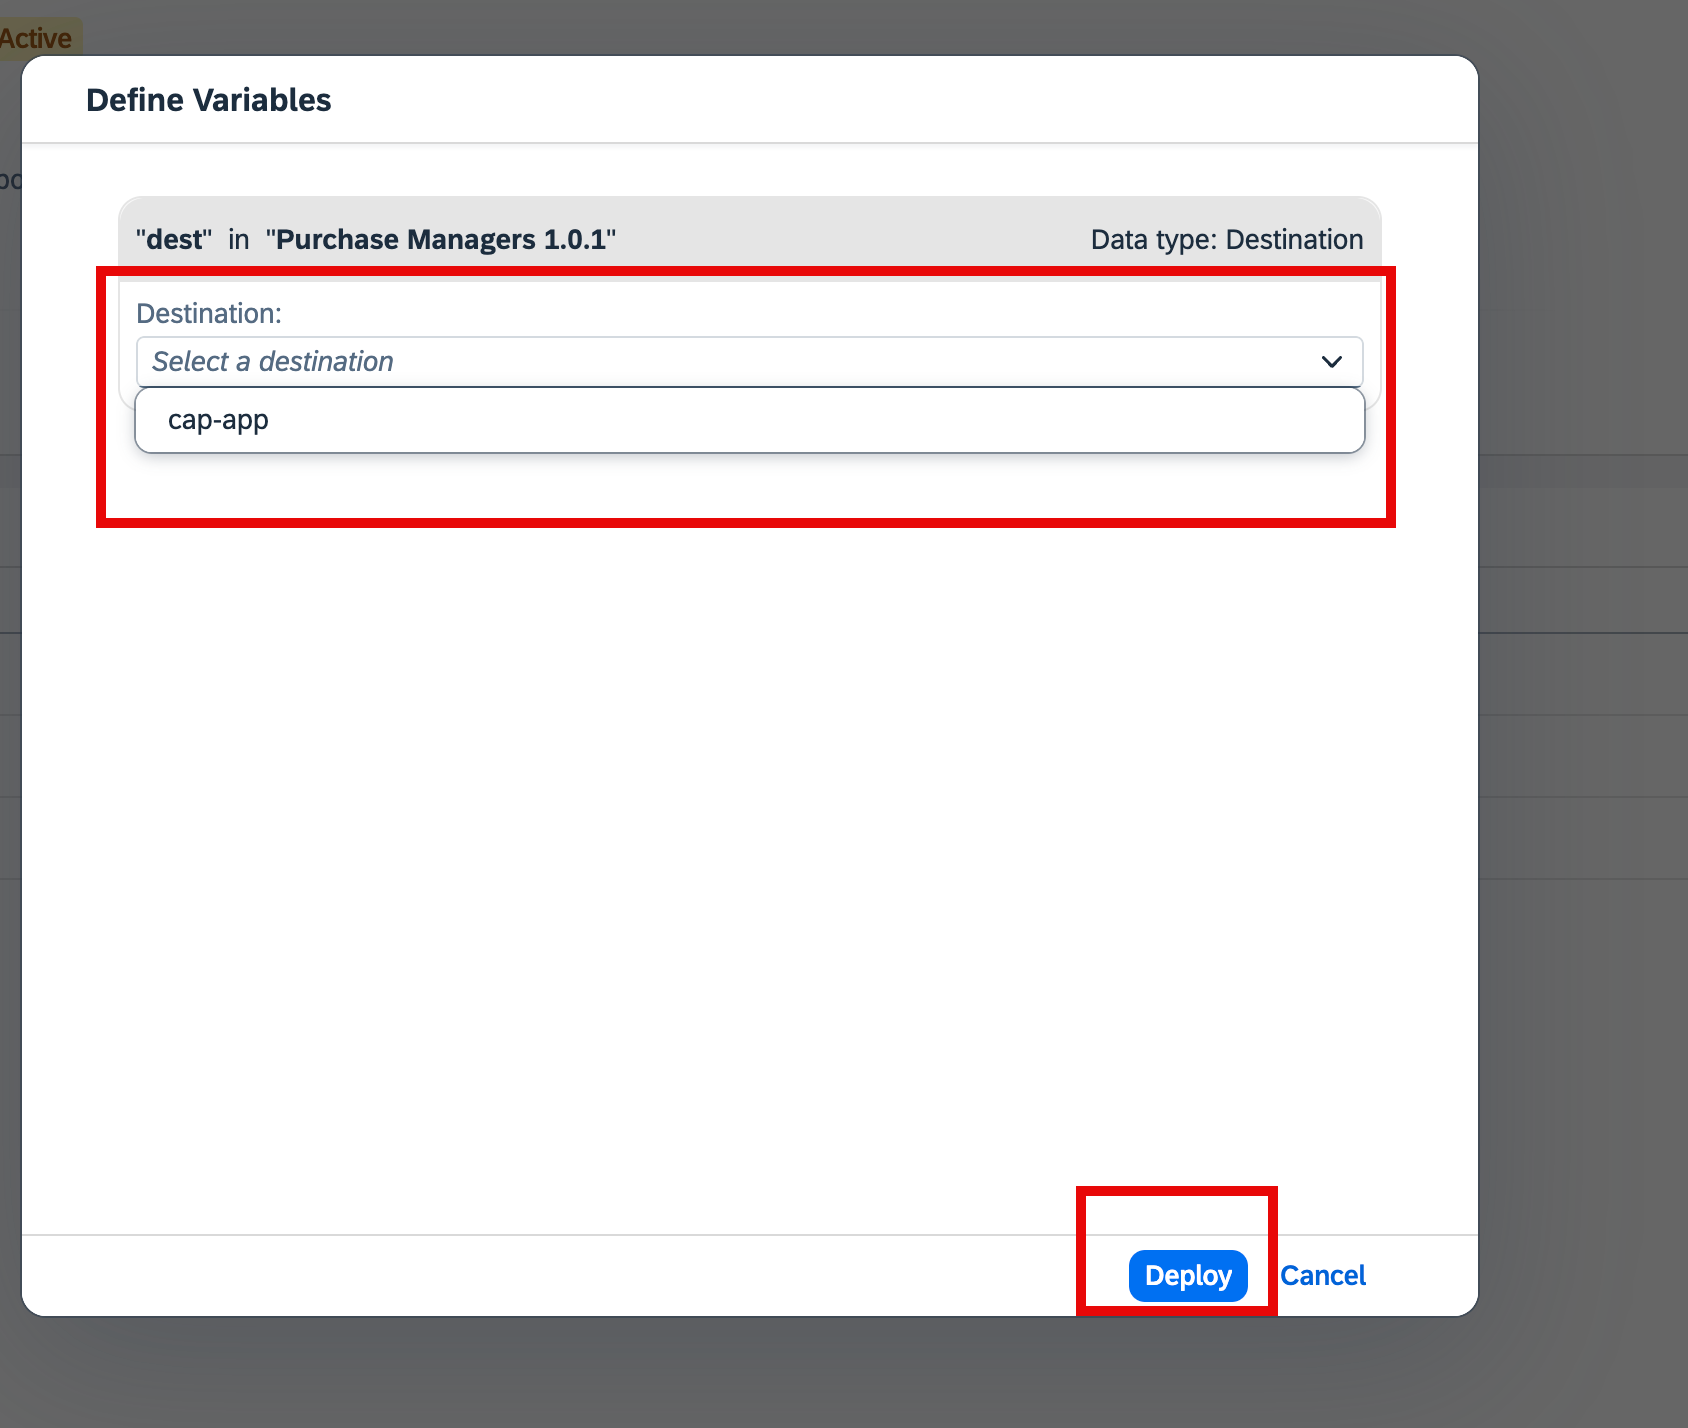 Active
Define Variables
"dest" in "Purchase Managers 1.0.1" Data type: Destination
Destination:
Select a destination
cap-app
Deploy Cancel